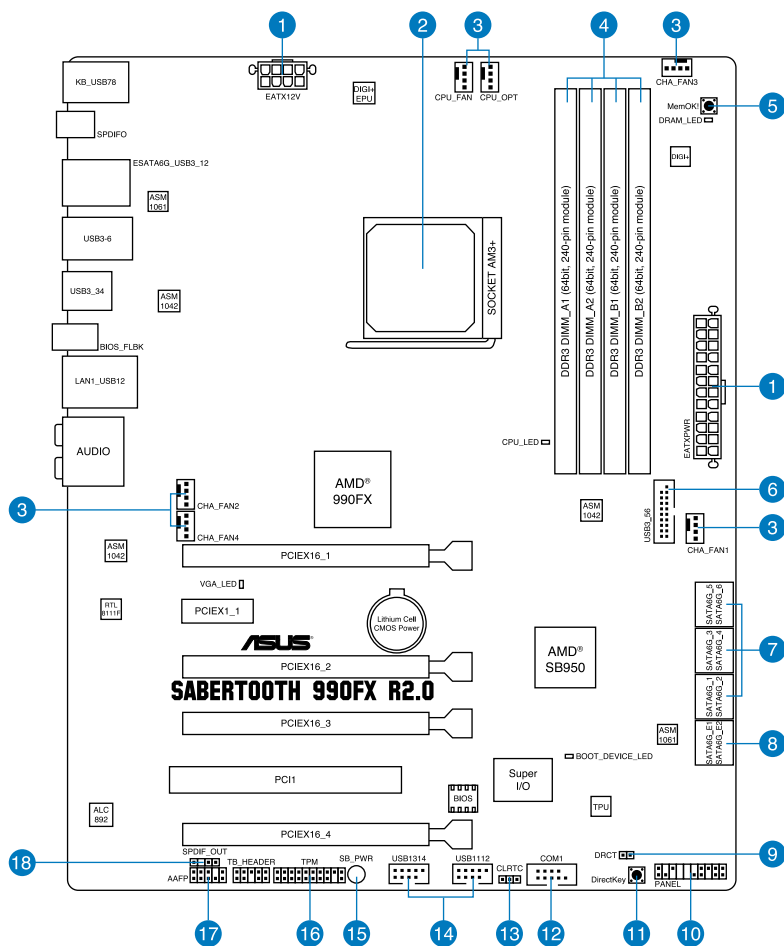 1
2
3
4
3
KB_USB78
EATX12V
DIGI+
EPU
CPU_FAN
CPU_OPT
CHA_FAN3
MemOK!
5
DRAM_LED
SPDIFO
DIGI+
ESATA6G_USB3_12
ASM
1061
USB3-6
SOCKET AM3+
DDR3 DIMM_A1 (64bit, 240-pin module)
DDR3 DIMM_A2 (64bit, 240-pin module)
DDR3 DIMM_B1 (64bit, 240-pin module)
DDR3 DIMM_B2 (64bit, 240-pin module)
USB3_34
ASM
1042
BIOS_FLBK
LAN1_USB12
EATXPWR
1
AUDIO
CPU_LED
AMD®
990FX
6
3
CHA_FAN2
CHA_FAN4
ASM
1042
USB3_56
3
CHA_FAN1
ASM
1042
PCIEX16_1
VGA_LED
RTL
8111F
PCIEX1_1
Lithium Cell
CMOS Power
SATA6G_5
SATA6G_6
SATA6G_3
SATA6G_4
7
SATA6G_1
SATA6G_2
AMD®
SB950
ASUS
PCIEX16_2
SABERTOOTH 990FX R2.0
PCIEX16_3
ASM
1061
SATA6G_E1
SATA6G_E2
8
BOOT_DEVICE_LED
PCI1
Super
I/O
BIOS
TPU
ALC
892
PCIEX16_4
SPDIF_OUT
18
AAFP
TB_HEADER
TPM
SB_PWR
USB1314
USB1112
CLRTC
COM1
DRCT
9
DirectKey
PANEL
17
16
15
14
13
12
11
10